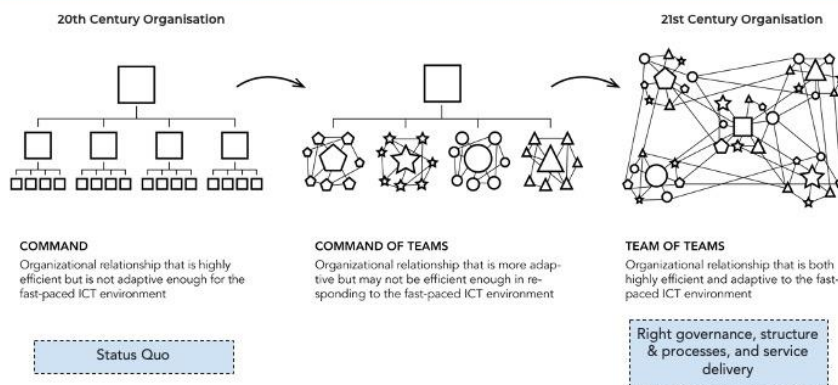 20th Century Organisation
21st Century Organisation
COMMAND
Organizational relationship that is highly
efficient but is not adaptive enough for the
fast-paced ICT environment
COMMAND OF TEAMS
Organizational relationship that is more adap-
tive but may not be efficient enough in re-
sponding to the fast-paced ICT environment
TEAM OF TEAMS
Organizational relationship that is both
highly efficient and adaptive to the fast-
paced ICT environment
Status Quo
Right governance, structure
& processes, and service
delivery